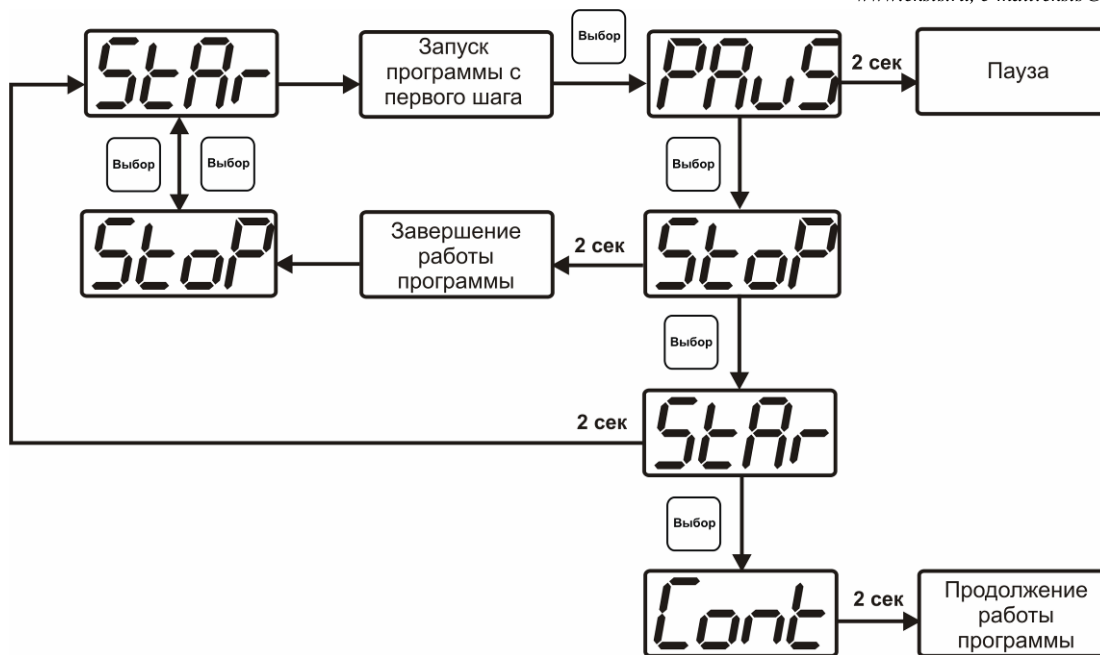 StAr
Запуск
программы с
первого шага
Выбор
PAuS
2 сек
Пауза
Выбор
Выбор
Выбор
StoP
Завершение
работы
программы
2 сек
StoP
Выбор
2 сек
StAr
Выбор
Cont
2 сек
Продолжение
работы
программы